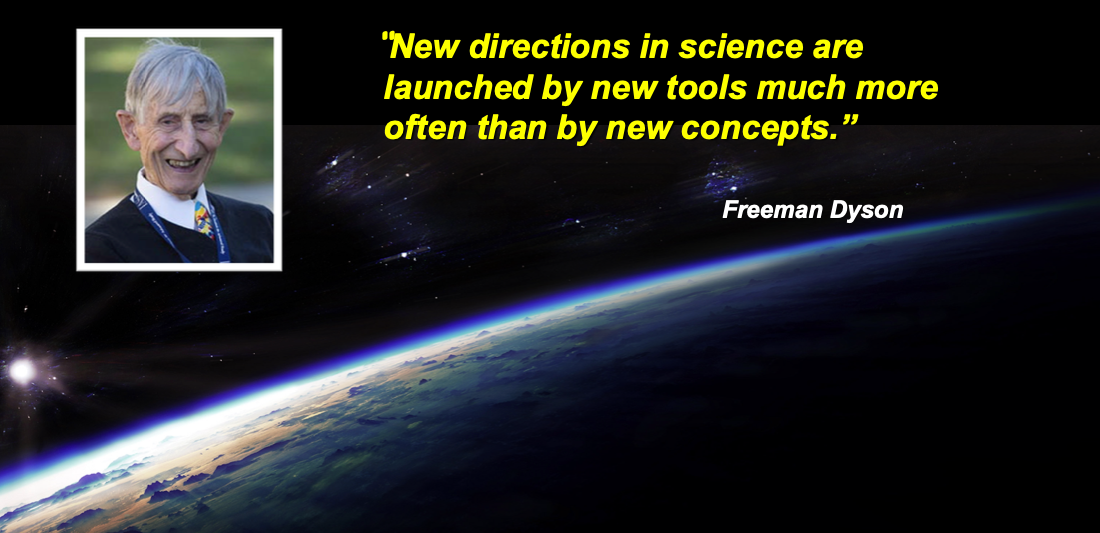 "New directions in science are
launched by new tools much more
often than by new concepts.”
Freeman Dyson